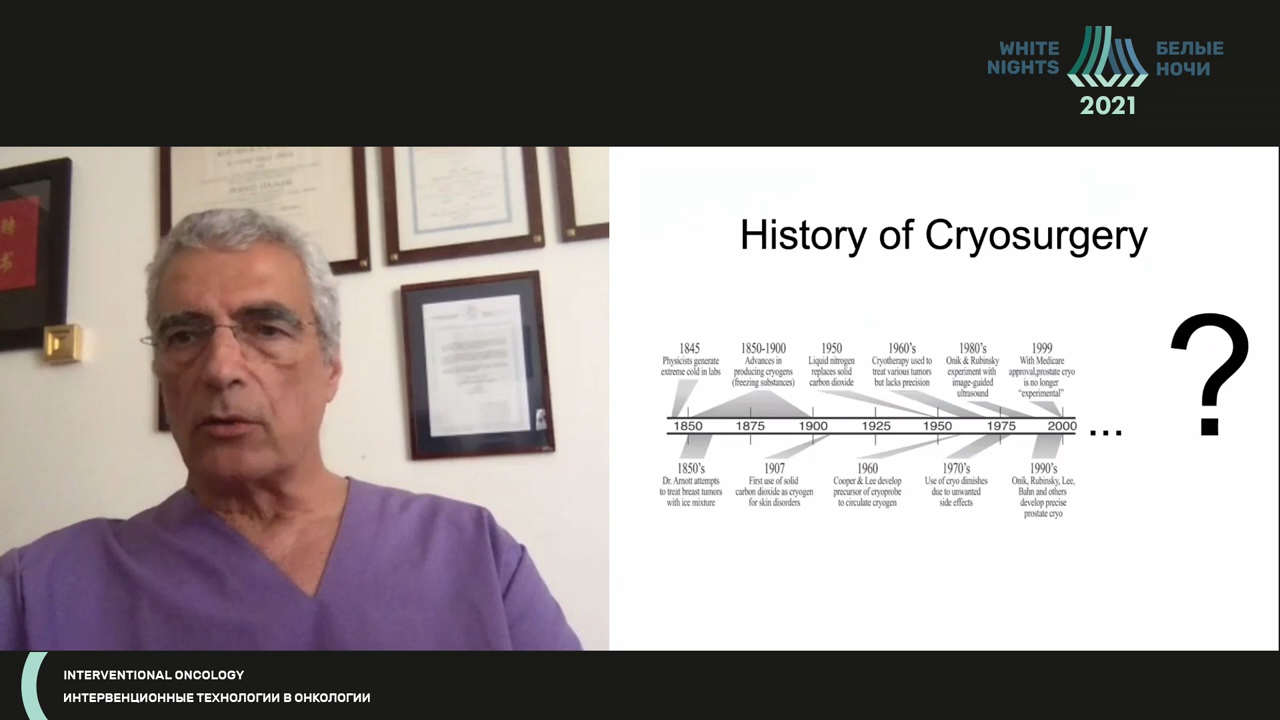 WHITE
NIGHTS
БЕЛЫЕ
НОЧИ
2021
聘
书
History of Cryosurgery
1845
Physicists generate
extreme cold in labs
1850-1900
Advances in
producing cryogens
(freezing substances)
1950
Liquid nitrogen
replaces solid
carbon dioxide
1960's
Cryotherapy used to
treat various tumors
but lacks precision
1980's
Onik & Rubinsky
experiment with
image-guided
ultrasound
1999
With Medicare
approval,prostate cryo
is no longer
“experimental”
?
1850 1875 1900 1925 1950 1975 2000 ...
1850's
Dr. Arnott attempts
to treat breast tumors
with ice mixture
1907
First use of solid
carbon dioxide as cryogen
for skin disorders
1960
Cooper & Lee develop
precursor of cryoprobe
to circulate cryogen
1970's
Use of cryo dimishes
due to unwanted
side effects
1990's
Onik, Rubinsky, Lee,
Bahn and others
develop precise
prostate cryo
INTERVENTIONAL ONCOLOGY
ИНТЕРВЕНЦИОННЫЕ ТЕХНОЛОГИИ В ОНКОЛОГИИ